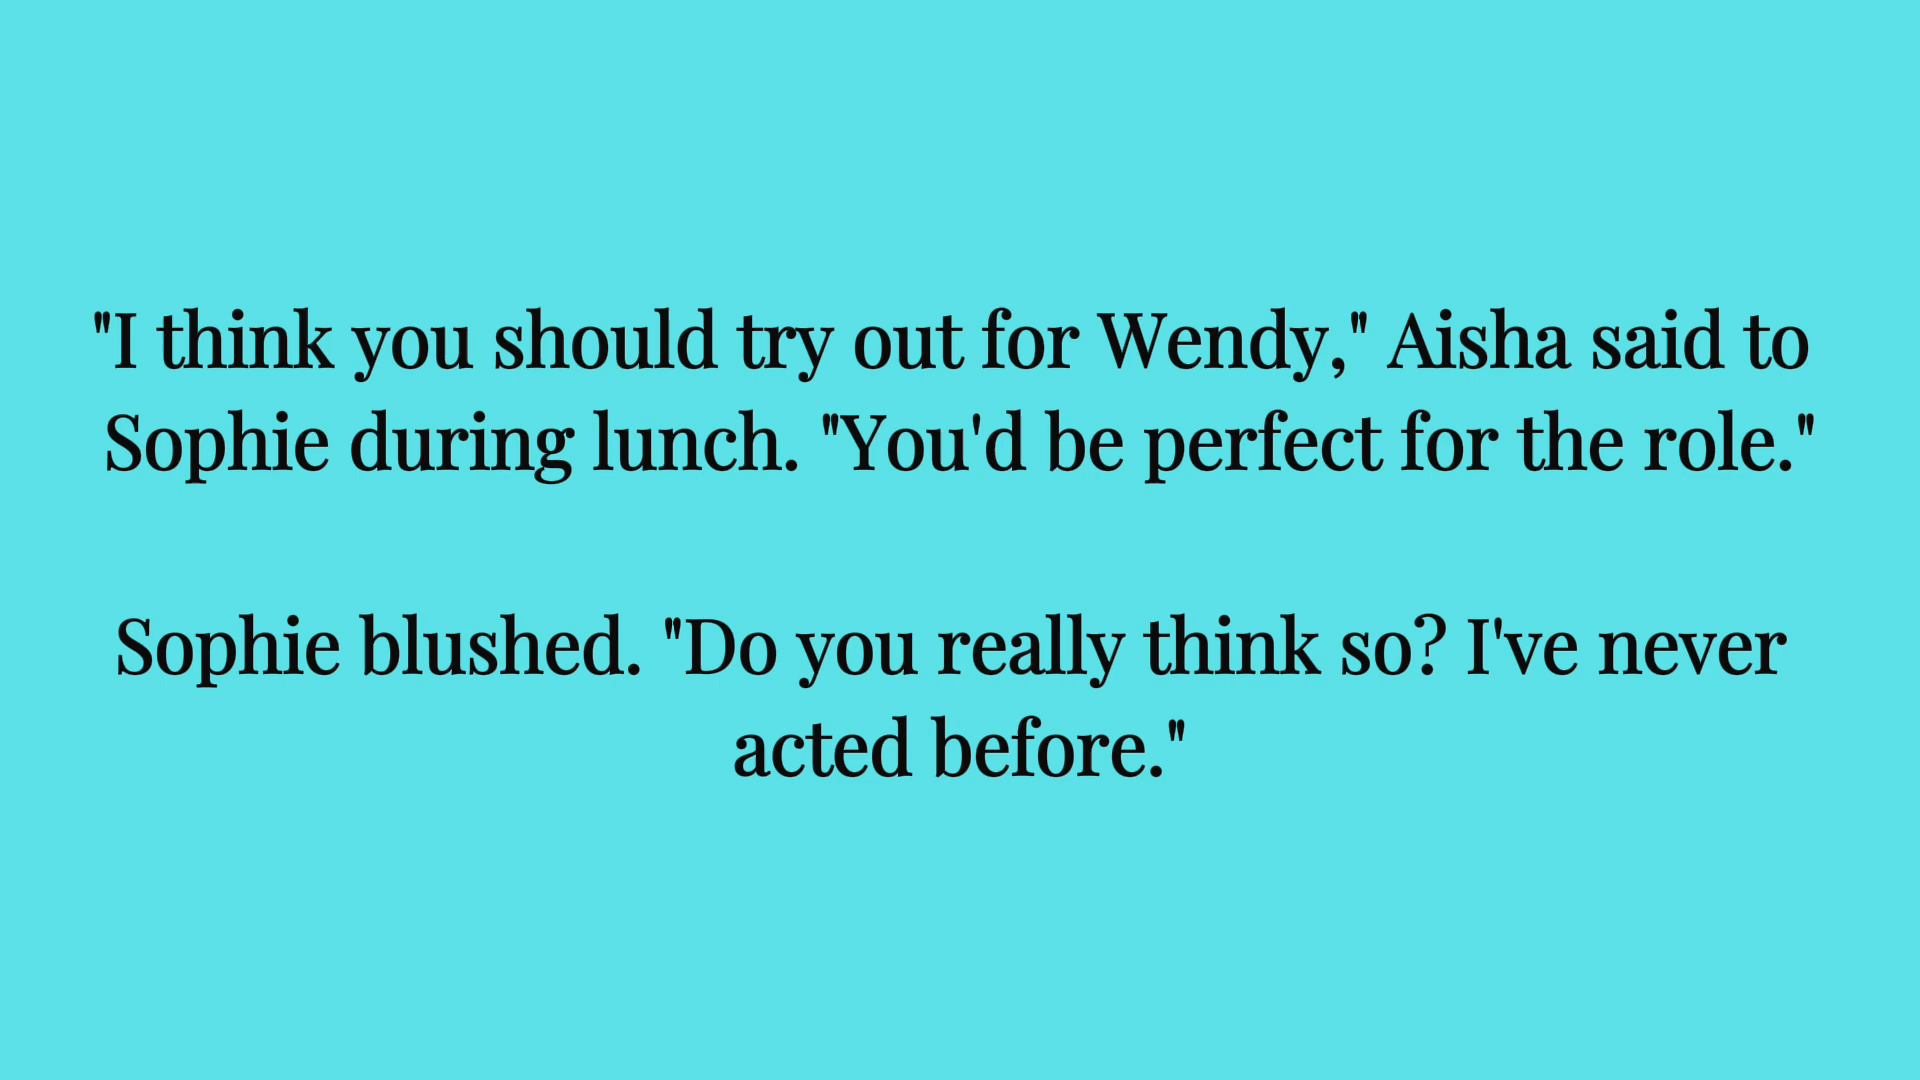 "I think you should try out for Wendy," Aisha said to
Sophie during lunch. "You'd be perfect for the role."
Sophie blushed. "Do you really think so? I've never
acted before."